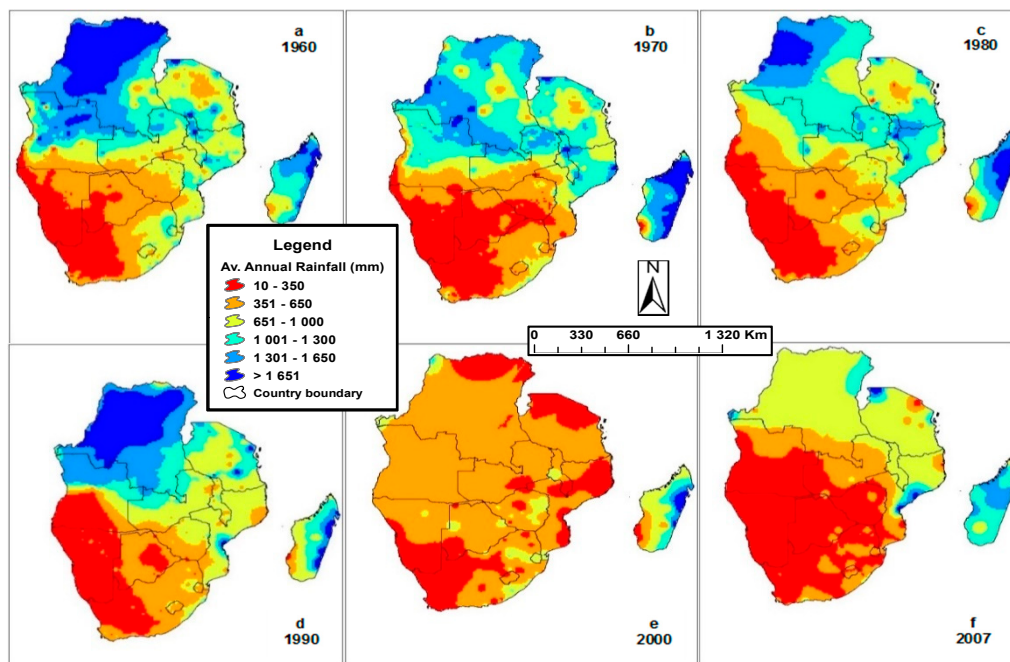 a
1960
b
1970
c
1980
Legend
Av. Annual Rainfall (mm)
10 - 350
351 - 650
651 - 1 000
1 001 - 1 300
1 301 - 1 650
> 1 651
Country boundary
N
0 330 660 1 320 Km
d
1990
e
2000
f
2007